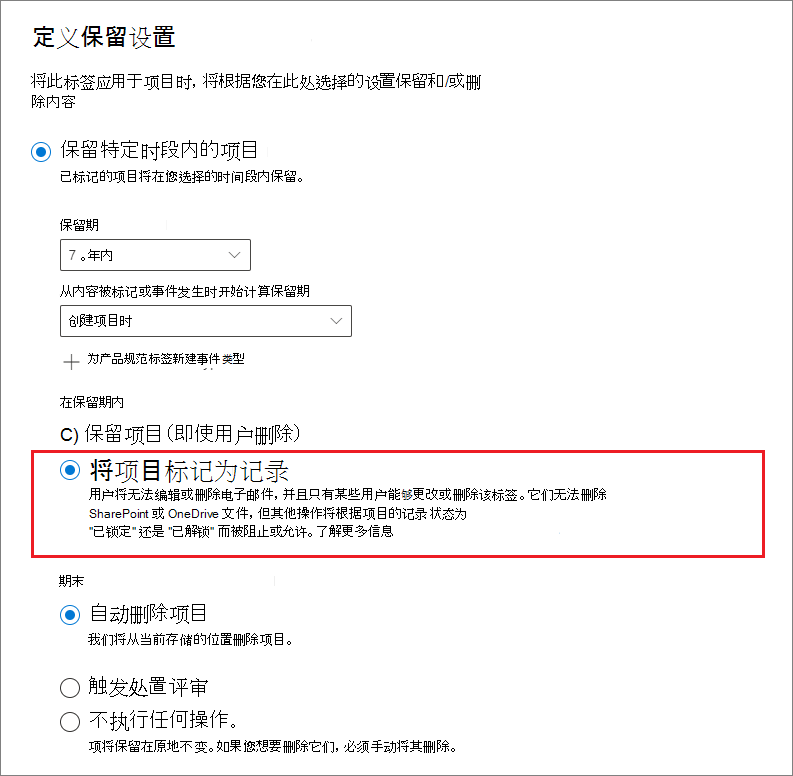 定义保留设置
将此标签应用于项目时, 将根据您在此处选择的设置保留和/或删
除内容
保留特定时段内的项目
已标记的项目将在您选择的时间段内保留。
保留期
7 。年内
从内容被标记或事件发生时开始计算保留期
创建项目时
为产品规范标签新建事件类型
在保留期内
C) 保留项目 (即使用户删除)
将项目标记为记录
用户将无法编辑或删除电子邮件, 并且只有某些用户能够更改或删除该标签。它们无法删除
SharePoint 或 OneDrive 文件, 但其他操作将根据项目的记录状态为
"已锁定" 还是 "已解锁" 而被阻止或允许。了解更多信息
期末
自动删除项目
我们将从当前存储的位置删除项目。
触发处置评审
不执行任何操作。
项将保留在原地不变。如果您想要删除它们, 必须手动将其删除。